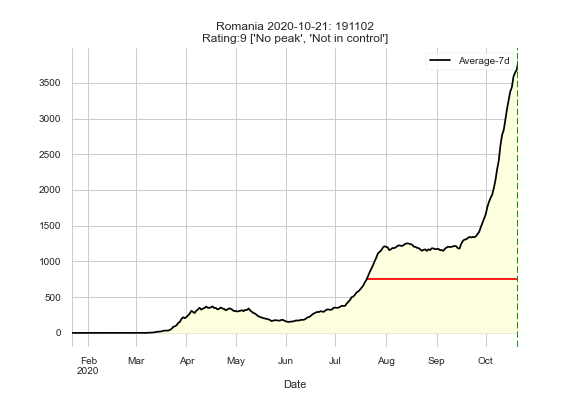 Romania 2020-10-21: 191102
Rating:9 ['No peak', 'Not in control']
Average-7d
3500
3000
2500
2000
1500
1000
500
0
Feb Mar Apr May Jun Jul Aug Sep Oct
2020
Date